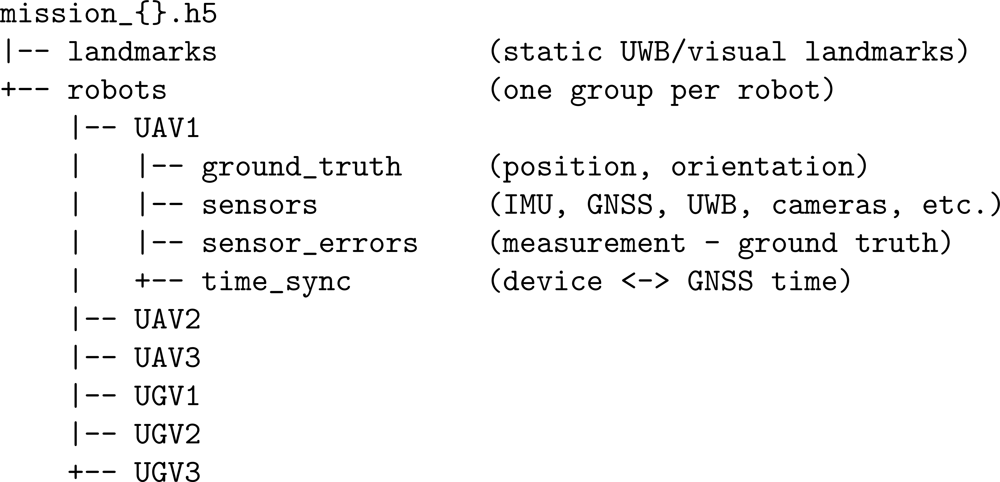 mission_{}.h5
|-- landmarks                (static UWB/visual landmarks)
+-- robots                   (one group per robot)
    |-- UAV1
    |   |-- ground_truth     (position, orientation)
    |   |-- sensors          (IMU, GNSS, UWB, cameras, etc.)
    |   |-- sensor_errors    (measurement - ground truth)
    |   +-- time_sync        (device <-> GNSS time)
    |-- UAV2
    |-- UAV3
    |-- UGV1
    |-- UGV2
    +-- UGV3